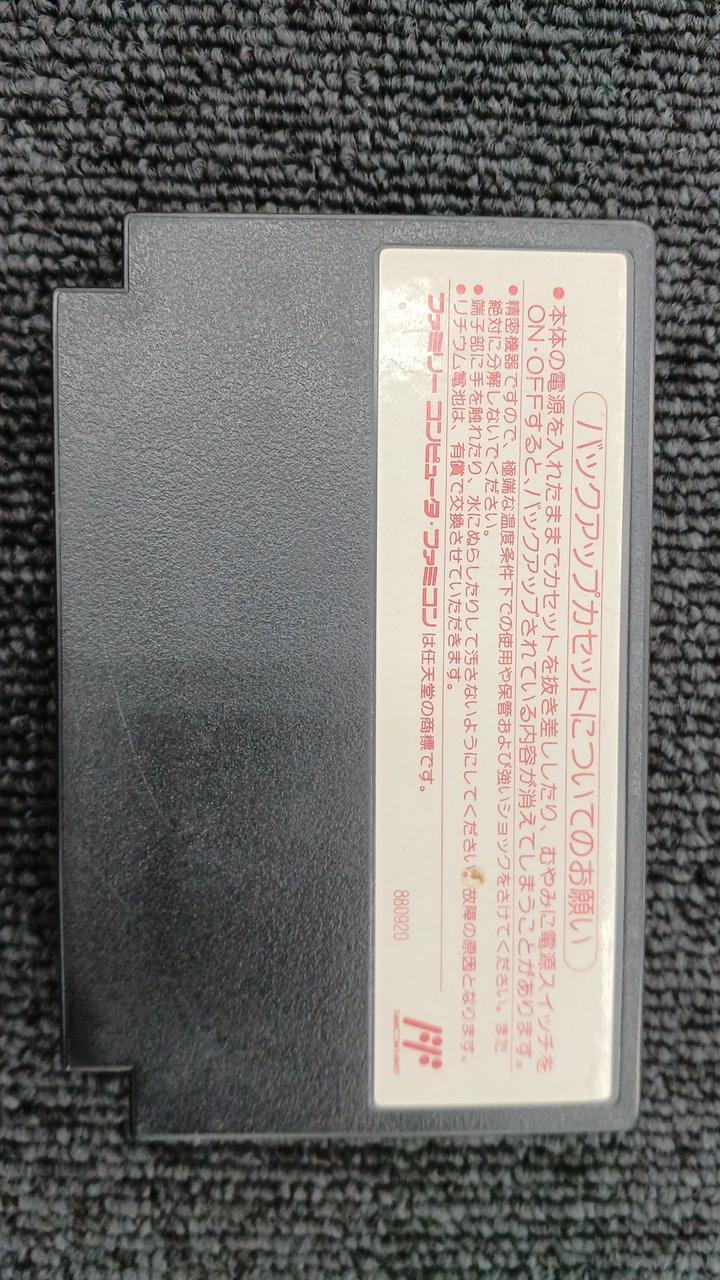 バックアップカセットについてのお願い
●本体の電源を入れたままでカセットを抜き差ししたり、むやみに電源スイッチを
ON・OFFすると、バックアップされている内容が消えてしまうことがあります。
●精密機器ですので、極端な温度条件下での使用や保管および強いショックをさけてください。また
絶対に分解しないでください。
●端子部に手を触れたり、水にぬらしたりして汚さないようにしてください。故障の原因となります。
●リチウム電池は、有償で交換させていただきます。
ファミリーコンピュータ・ファミコンは任天堂の商標です。
880920